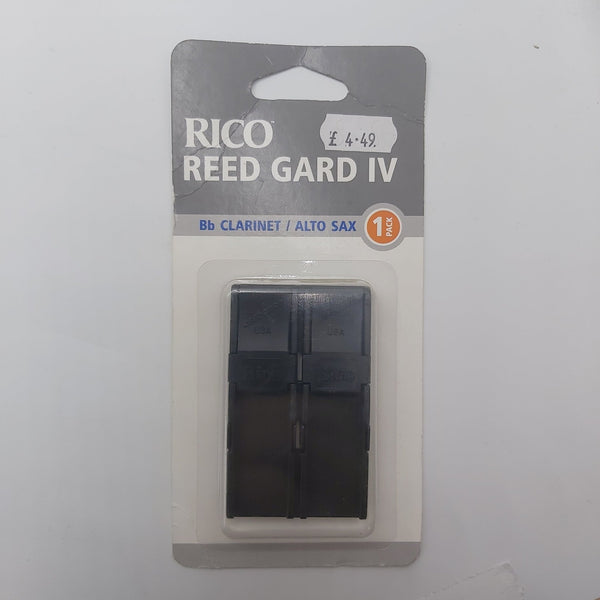 RICO
£ 4.49.
REED GARD IV
Bb CLARINET / ALTO SAX
1
PACK
USA
USA